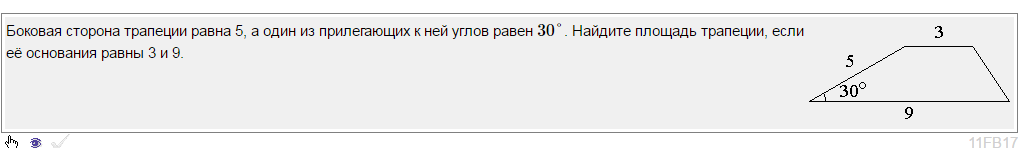 Боковая сторона трапеции равна 5, а один из прилегающих к ней углов равен 30°. Найдите площадь трапеции, если
её основания равны 3 и 9.
3
5
30°
9
11FB17